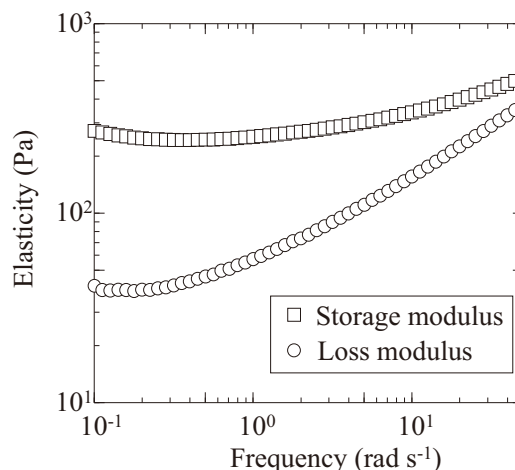 10³
10²
10¹
Elasticity (Pa)
□ Storage modulus
○ Loss modulus
10⁻¹ 10⁰ 10¹
Frequency (rad s⁻¹)